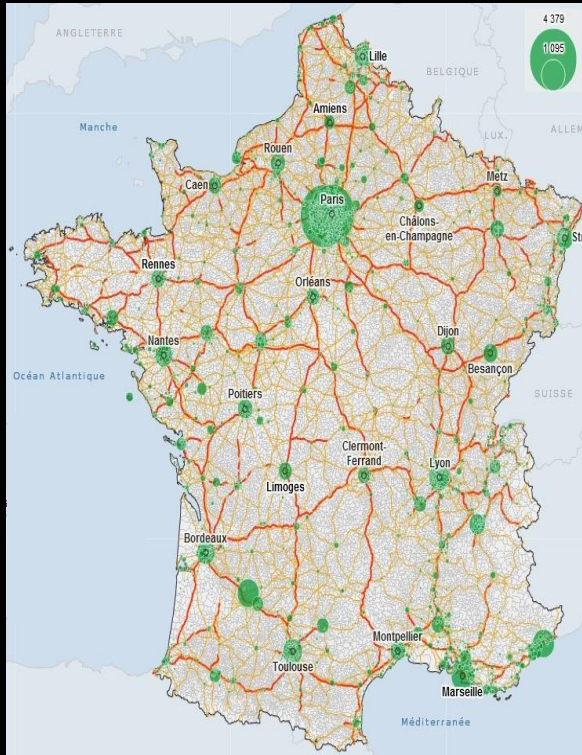 4 379
1 095
ANGLETERRE
Lille
BELGIQUE
Amiens
Manche
LUX.
ALLEM
Rouen
Metz
Caen
Paris
Châlons-
en-Champagne
Str
Rennes
Orléans
Nantes
Dijon
Besançon
Océan Atlantique
Poitiers
SUISSE
Clermont-
Ferrand
Lyon
Limoges
Bordeaux
Montpellier
Toulouse
Marseille
Méditerranée